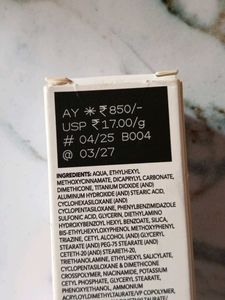 AY ✳ ₹850/-
USP ₹17.00/g
# 04/25 B004
@ 03/27
INGREDIENTS: AQUA, ETHYLHEXYL
METHOXYCINNAMATE, DICAPRYLYL CARBONATE,
DIMETHICONE, TITANIUM DIOXIDE (AND)
ALUMINUM HYDROXIDE (AND) STEARIC ACID,
CYCLOHEXASILOXANE (AND)
CYCLOPENTASILOXANE, PHENYLBENZIMIDAZOLE
SULFONIC ACID, GLYCERIN, DIETHYLAMINO
HYDROXYBENZOYL HEXYL BENZOATE, SILICA,
BIS-ETHYLHEXYLOXYPHENOL METHOXYPHENYL
TRIAZINE, CETYL ALCOHOL (AND) GLYCERYL
STEARATE (AND) PEG-75 STEARATE (AND)
CETETH-20 (AND) STEARETH-20,
TRIETHANOLAMINE, ETHYLHEXYL SALICYLATE,
CYCLOPENTASILOXANE & DIMETHICONE
CROSSPOLYMER, NIACINAMIDE, POTASSIUM
CETYL PHOSPHATE, GLYCERYL STEARATE,
PHENOXYETHANOL, AMMONIUM
ACRYLOYLDIMETHYLTAURATE/VP COPOLYMER,